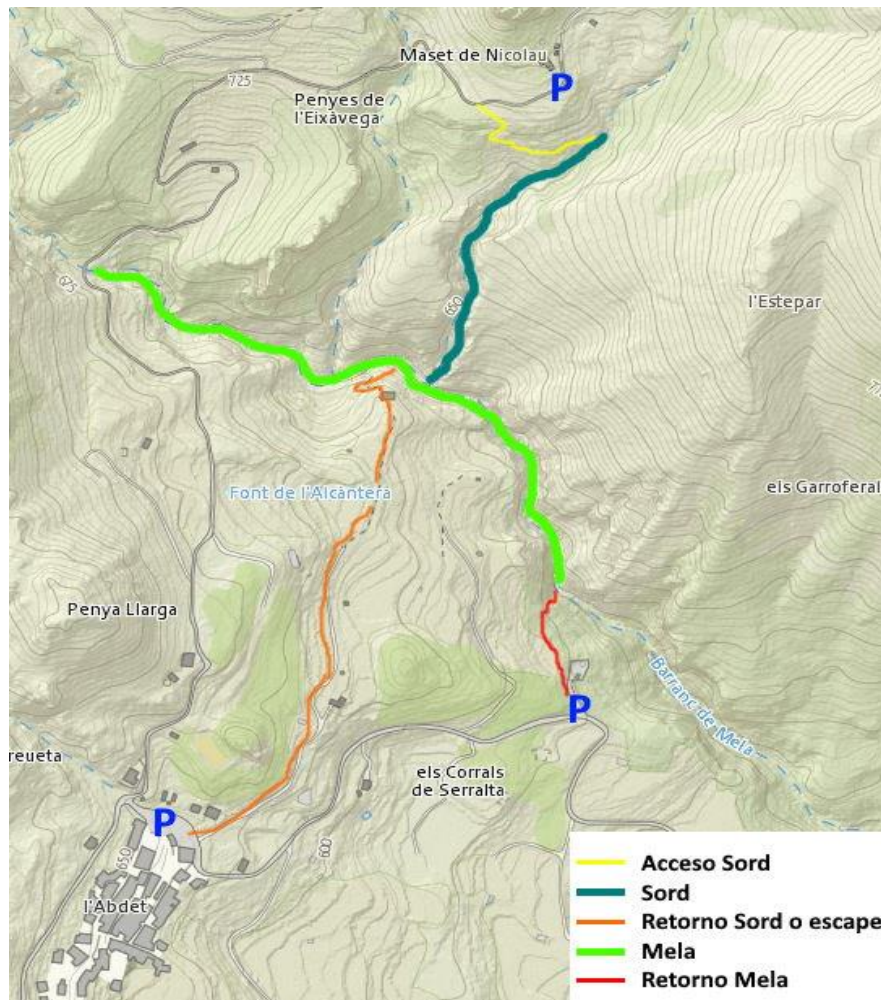 Maset de Nicolau
P
725
Penyes de
l'Eixàvega
675
650
l'Estepar
els Garroferal
Font de l'Alcàntera
Penya Llarga
Barranc de Mela
P
reueta
els Corrals
de Serralta
P
600
650
l'Abdet
Acceso Sord
Sord
Retorno Sord o escape
Mela
Retorno Mela